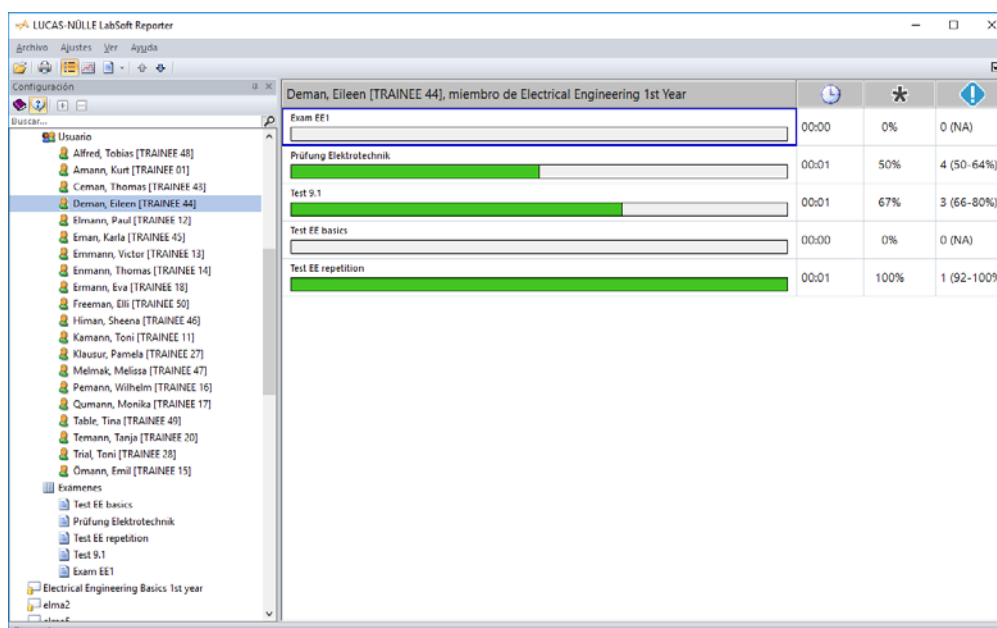 LUCAS-NÜLLE LabSoft Reporter
Archivo Ajustes Ver Ayuda
Configuración
Buscar...
Usuario
Alfred, Tobias [TRAINEE 48]
Amann, Kurt [TRAINEE 01]
Ceman, Thomas [TRAINEE 43]
Deman, Eileen [TRAINEE 44]
Elmann, Paul [TRAINEE 12]
Eman, Karla [TRAINEE 45]
Emmann, Victor [TRAINEE 13]
Enmann, Thomas [TRAINEE 14]
Ermann, Eva [TRAINEE 18]
Freeman, Elli [TRAINEE 50]
Himan, Sheena [TRAINEE 46]
Kamann, Toni [TRAINEE 11]
Klausur, Pamela [TRAINEE 27]
Melmak, Melissa [TRAINEE 47]
Pemann, Wilhelm [TRAINEE 16]
Qumann, Monika [TRAINEE 17]
Table, Tina [TRAINEE 49]
Temann, Tanja [TRAINEE 20]
Trial, Toni [TRAINEE 28]
Ömann, Emil [TRAINEE 15]
Exámenes
Test EE basics
Prüfung Elektrotechnik
Test EE repetition
Test 9.1
Exam EE1
Electrical Engineering Basics 1st year
elma2
Deman, Eileen [TRAINEE 44], miembro de Electrical Engineering 1st Year
Exam EE1 00:00 0% 0 (NA)
Prüfung Elektrotechnik 00:01 50% 4 (50-64%)
Test 9.1 00:01 67% 3 (66-80%)
Test EE basics 00:00 0% 0 (NA)
Test EE repetition 00:01 100% 1 (92-100%